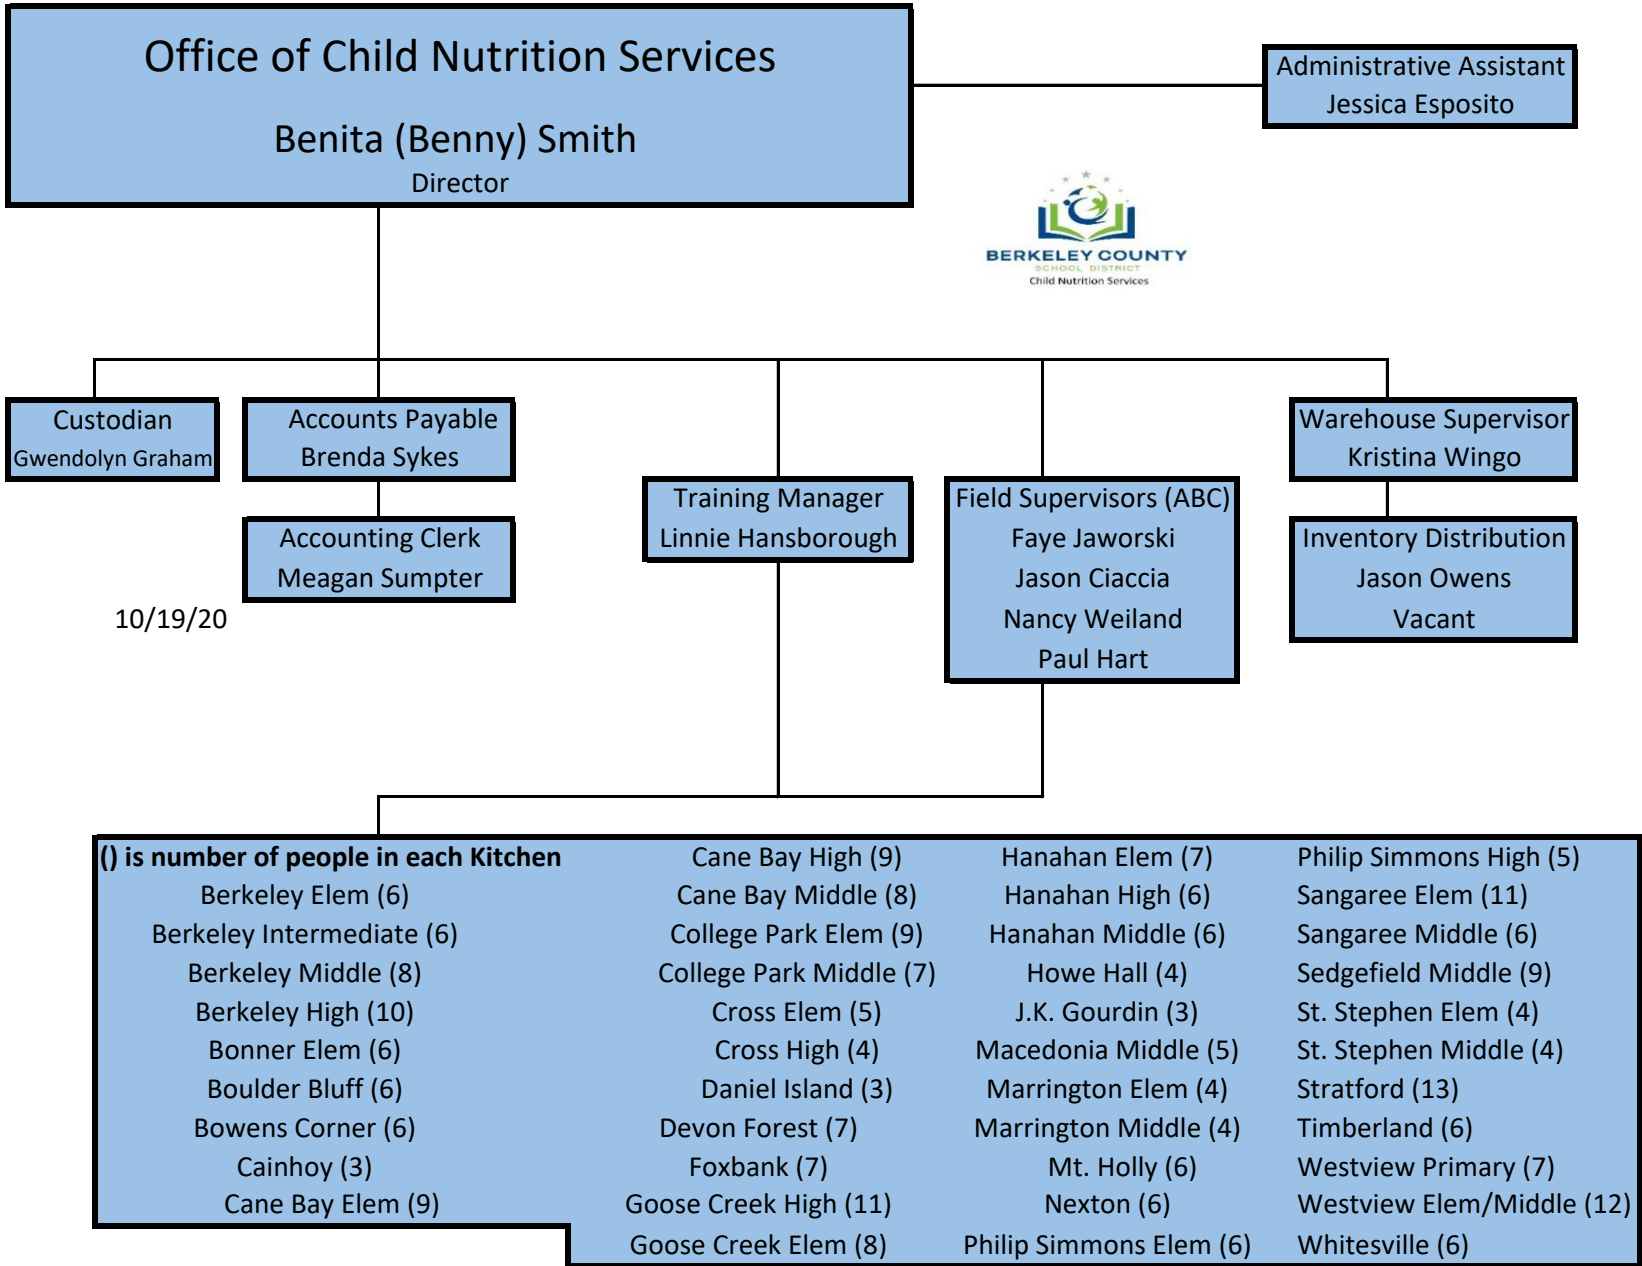 Office of Child Nutrition Services
Benita (Benny) Smith
Director
Administrative Assistant
Jessica Esposito
BERKELEY COUNTY
SCHOOL DISTRICT
Child Nutrition Services
Custodian
Gwendolyn Graham
Accounts Payable
Brenda Sykes
Accounting Clerk
Meagan Sumpter
10/19/20
Training Manager
Linnie Hansborough
Field Supervisors (ABC)
Faye Jaworski
Jason Ciaccia
Nancy Weiland
Paul Hart
Warehouse Supervisor
Kristina Wingo
Inventory Distribution
Jason Owens
Vacant
() is number of people in each Kitchen
Berkeley Elem (6)
Berkeley Intermediate (6)
Berkeley Middle (8)
Berkeley High (10)
Bonner Elem (6)
Boulder Bluff (6)
Bowens Corner (6)
Cainhoy (3)
Cane Bay Elem (9)
Cane Bay High (9)
Cane Bay Middle (8)
College Park Elem (9)
College Park Middle (7)
Cross Elem (5)
Cross High (4)
Daniel Island (3)
Devon Forest (7)
Foxbank (7)
Goose Creek High (11)
Goose Creek Elem (8)
Hanahan Elem (7)
Hanahan High (6)
Hanahan Middle (6)
Howe Hall (4)
J.K. Gourdin (3)
Macedonia Middle (5)
Marrington Elem (4)
Marrington Middle (4)
Mt. Holly (6)
Nexton (6)
Philip Simmons Elem (6)
Philip Simmons High (5)
Sangaree Elem (11)
Sangaree Middle (6)
Sedgefield Middle (9)
St. Stephen Elem (4)
St. Stephen Middle (4)
Stratford (13)
Timberland (6)
Westview Primary (7)
Westview Elem/Middle (12)
Whitesville (6)